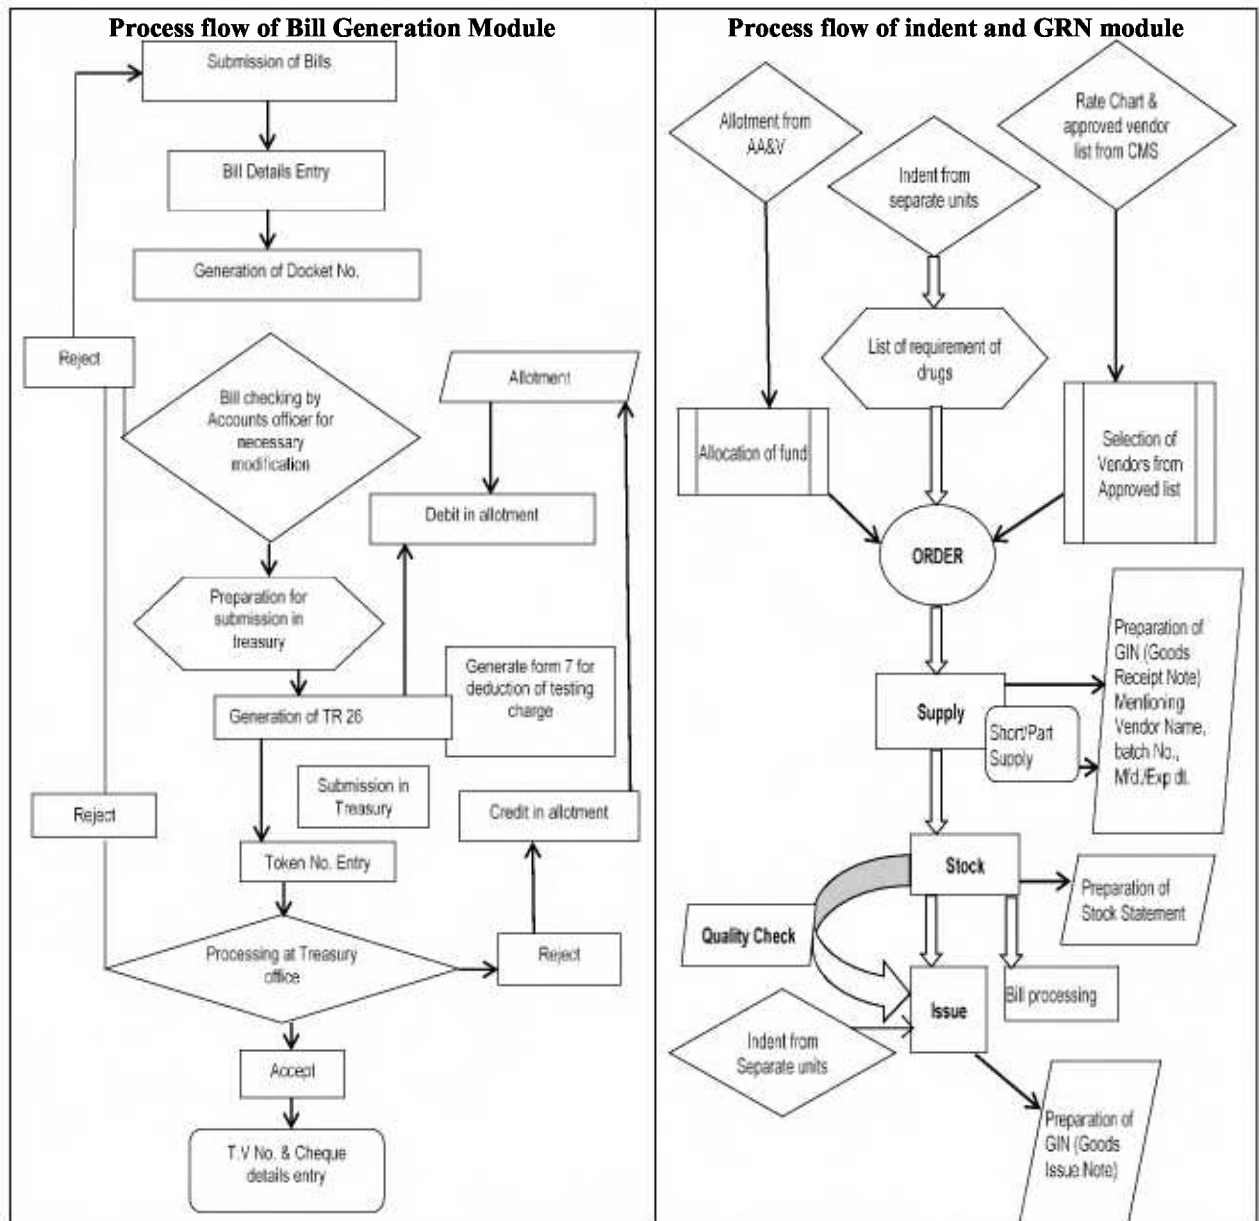 Process flow of Bill Generation Module
Submission of Bills
Bill Details Entry
Generation of Docket No.
Reject
Bill checking by
Accounts officer for
necessary
modification
Allotment
Debit in allotment
Preparation for
submission in
treasury
Generate form 7 for
deduction of testing
charge
Generation of TR 26
Submission in
Treasury
Reject
Credit in allotment
Token No. Entry
Processing at Treasury
office
Reject
Accept
T.V No. & Cheque
details entry
Process flow of indent and GRN module
Allotment from
AA&V
Indent from
separate units
Rate Chart &
approved vendor
list from CMS
List of requirement of
drugs
Allocation of fund
Selection of
Vendors from
Approved list
ORDER
Supply
Short/Part
Supply
Preparation of
GIN (Goods
Receipt Note)
Mentioning
Vendor Name,
batch No.,
Mfd./Exp dt.
Stock
Preparation of
Stock Statement
Quality Check
Issue
Bill processing
Indent from
Separate units
Preparation of
GIN (Goods
Issue Note)